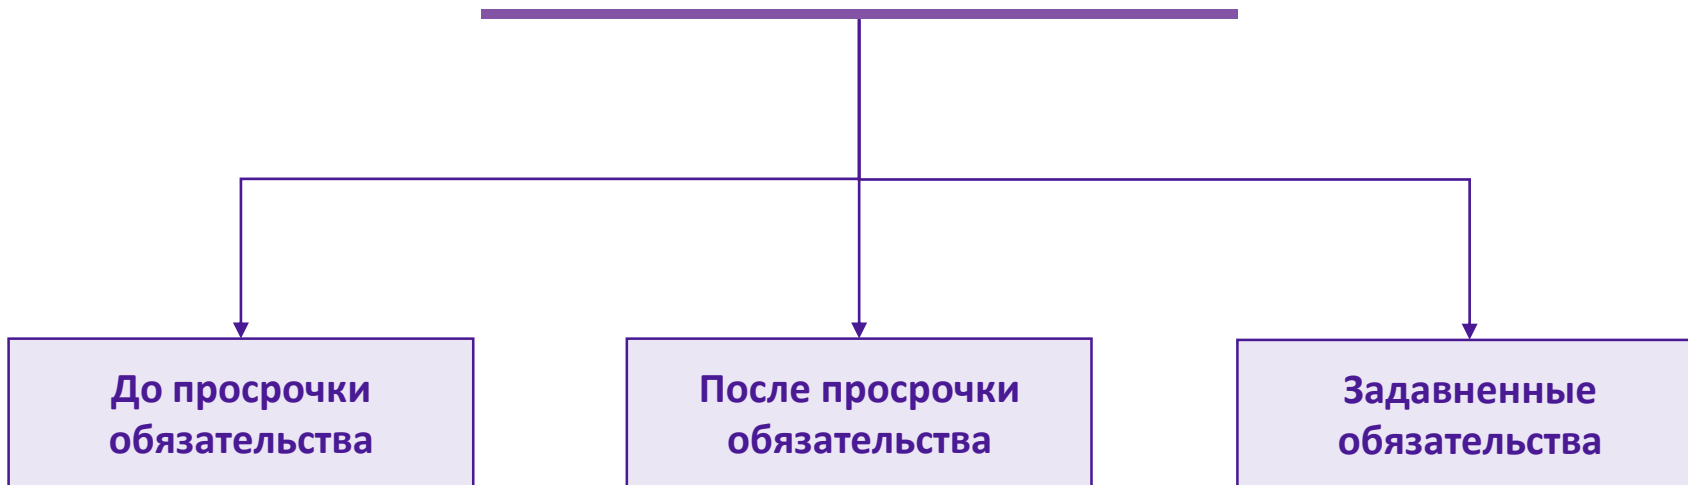 До просрочки
обязательства
После просрочки
обязательства
Задавненные
обязательства